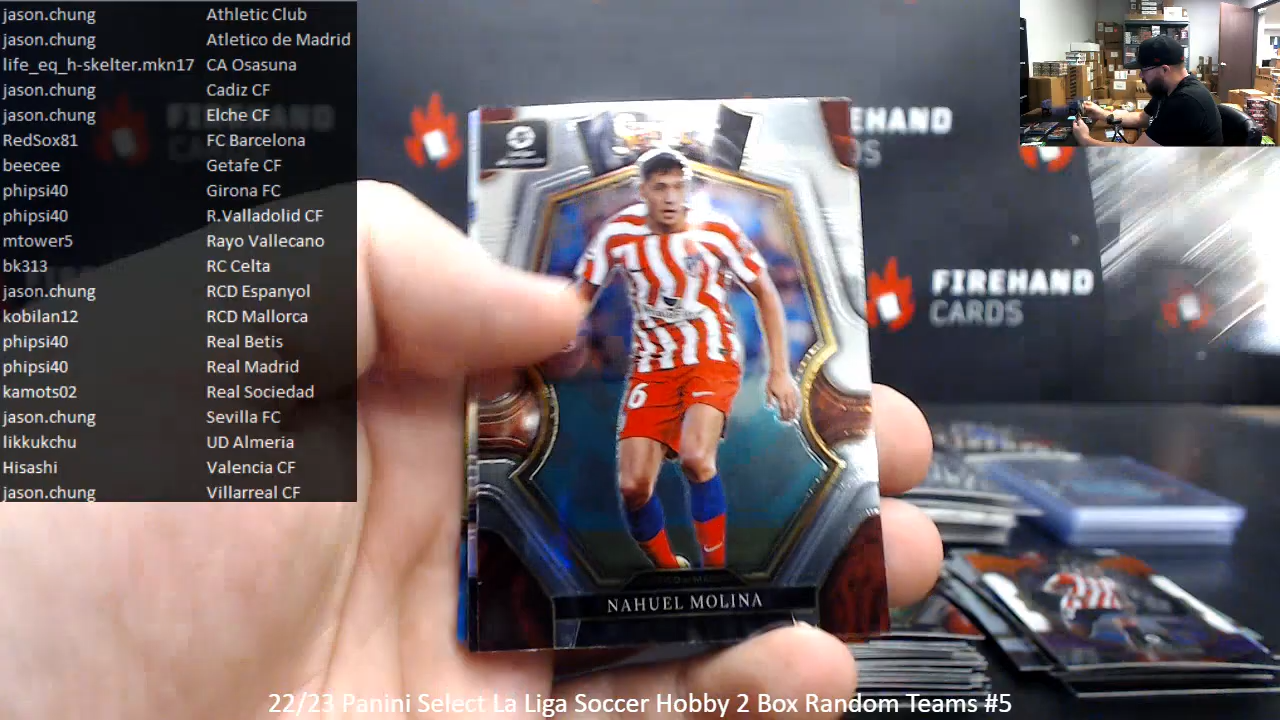 jason.chung Athletic Club
jason.chung Atletico de Madrid
life_eq_h-skelter.mkn17 CA Osasuna
jason.chung Cadiz CF
jason.chung Elche CF
RedSox81 FC Barcelona
beecee Getafe CF
phipsi40 Girona FC
phipsi40 R.Valladolid CF
mtower5 Rayo Vallecano
bk313 RC Celta
jason.chung RCD Espanyol
kobilan12 RCD Mallorca
phipsi40 Real Betis
phipsi40 Real Madrid
kamots02 Real Sociedad
jason.chung Sevilla FC
likkukchu UD Almeria
Hisashi Valencia CF
jason.chung Villarreal CF
FIREHAND
EHAND
DS
FIREHAND
CARDS
6
NAHUEL MOLINA
22/23 Panini Select La Liga Soccer Hobby 2 Box Random Teams #5